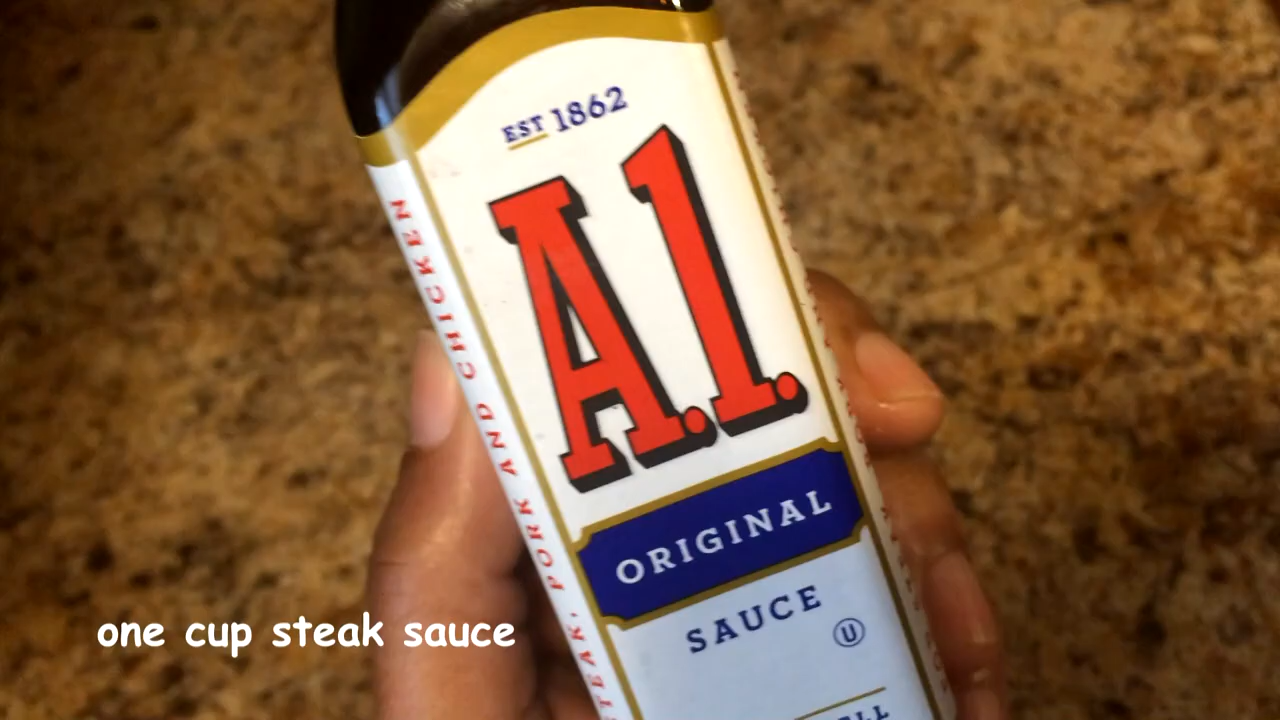 EST 1862
A.1.
ORIGINAL
SAUCE
U
STEAK, PORK AND CHICKEN
one cup steak sauce